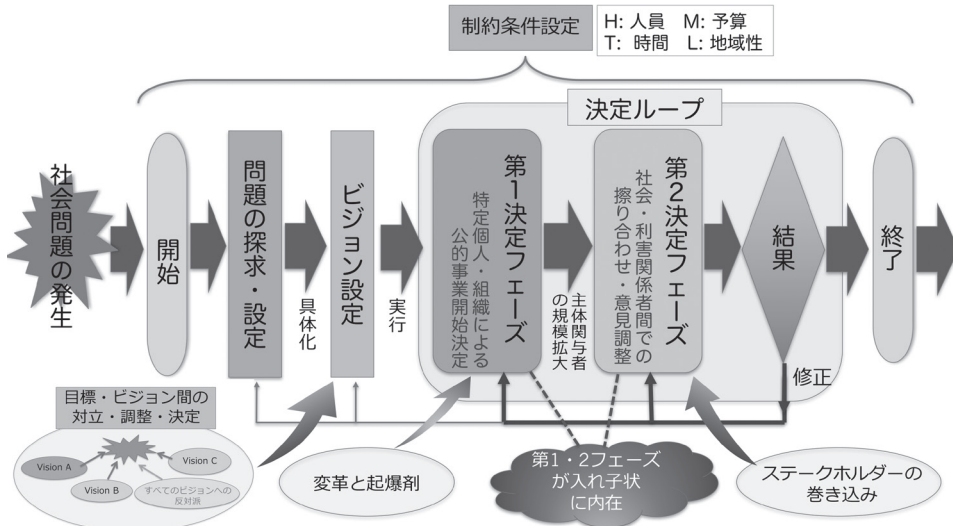 制約条件設定
H: 人員 M: 予算
T: 時間 L: 地域性
決定ループ
社会問題の発生
開始
問題の探求・設定
具体化
ビジョン設定
実行
第1決定フェーズ
特定個人・組織による
公的事業開始決定
主体関与者
の規模拡大
第2決定フェーズ
社会・利害関係者間での
擦り合わせ・意見調整
結果
修正
終了
目標・ビジョン間の
対立・調整・決定
Vision A
Vision B
Vision C
すべてのビジョンへの
反対派
変革と起爆剤
第1・2フェーズ
が入れ子状
に内在
ステークホルダーの
巻き込み